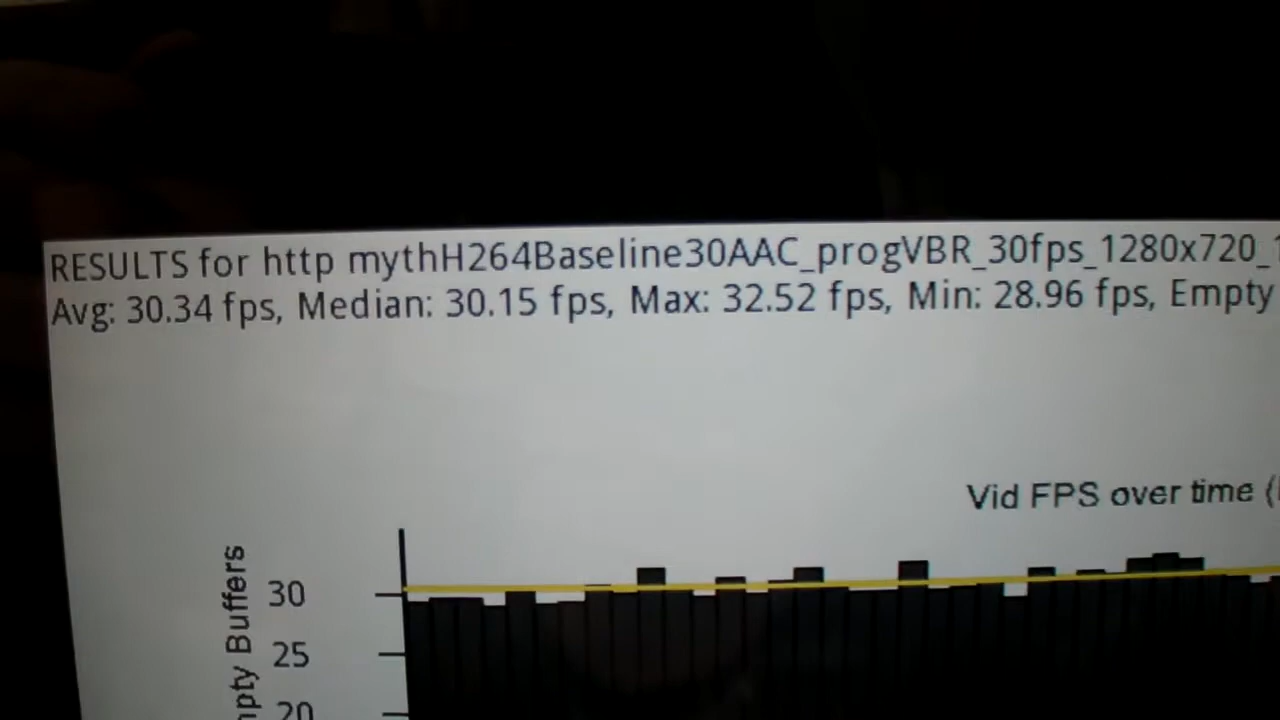 RESULTS for http mythH264Baseline30AAC_progVBR_30fps_1280x720_
Avg: 30.34 fps, Median: 30.15 fps, Max: 32.52 fps, Min: 28.96 fps, Empty
Vid FPS over time (
Buffers
30
25
20